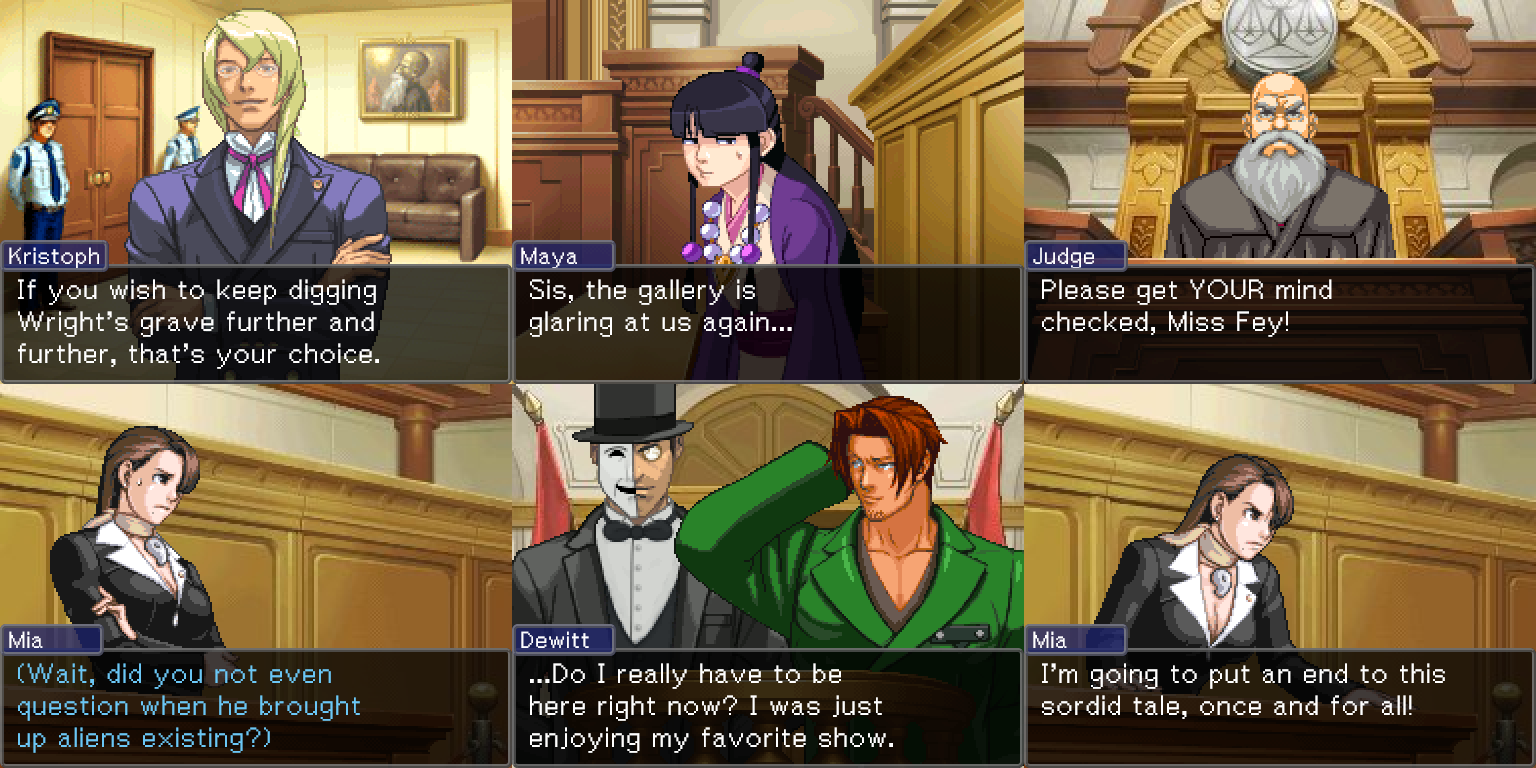 Kristoph
If you wish to keep digging
Wright's grave further and
further, that's your choice.
Maya
Sis, the gallery is
glaring at us again...
Judge
Please get YOUR mind
checked, Miss Fey!
Mia
(Wait, did you not even
question when he brought
up aliens existing?)
Dewitt
...Do I really have to be
here right now? I was just
enjoying my favorite show.
Mia
I'm going to put an end to this
sordid tale, once and for all!